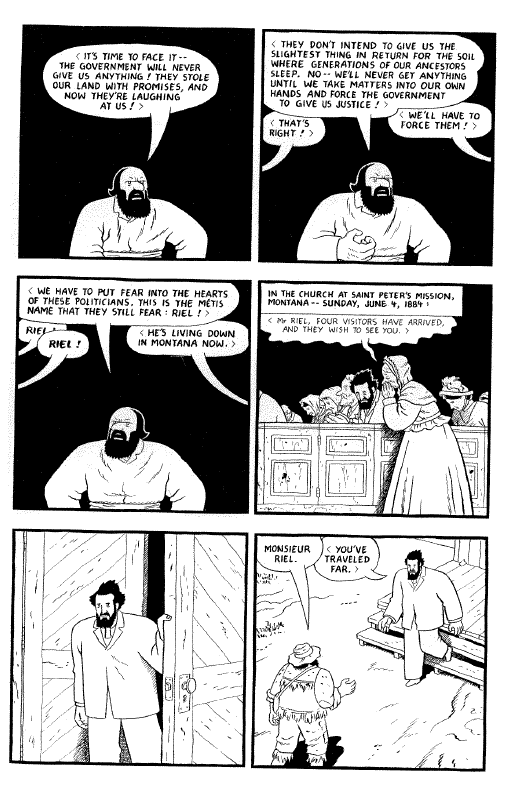 < IT'S TIME TO FACE IT--
THE GOVERNMENT WILL NEVER
GIVE US ANYTHING! THEY STOLE
OUR LAND WITH PROMISES, AND
NOW THEY'RE LAUGHING
AT US! >
< THEY DON'T INTEND TO GIVE US THE
SLIGHTEST THING IN RETURN FOR THE SOIL
WHERE GENERATIONS OF OUR ANCESTORS
SLEEP. NO-- WE'LL NEVER GET ANYTHING
UNTIL WE TAKE MATTERS INTO OUR OWN
HANDS AND FORCE THE GOVERNMENT
TO GIVE US JUSTICE! >
< THAT'S
RIGHT! >
< WE'LL HAVE TO
FORCE THEM! >
< WE HAVE TO PUT FEAR INTO THE HEARTS
OF THESE POLITICIANS. THIS IS THE MÉTIS
NAME THAT THEY STILL FEAR: RIEL! >
RIEL!
RIEL!
< HE'S LIVING DOWN
IN MONTANA NOW. >
IN THE CHURCH AT SAINT PETER'S MISSION,
MONTANA -- SUNDAY, JUNE 4, 1884:
< Mr RIEL, FOUR VISITORS HAVE ARRIVED,
AND THEY WISH TO SEE YOU. >
MONSIEUR
RIEL.
< YOU'VE
TRAVELED
FAR. >